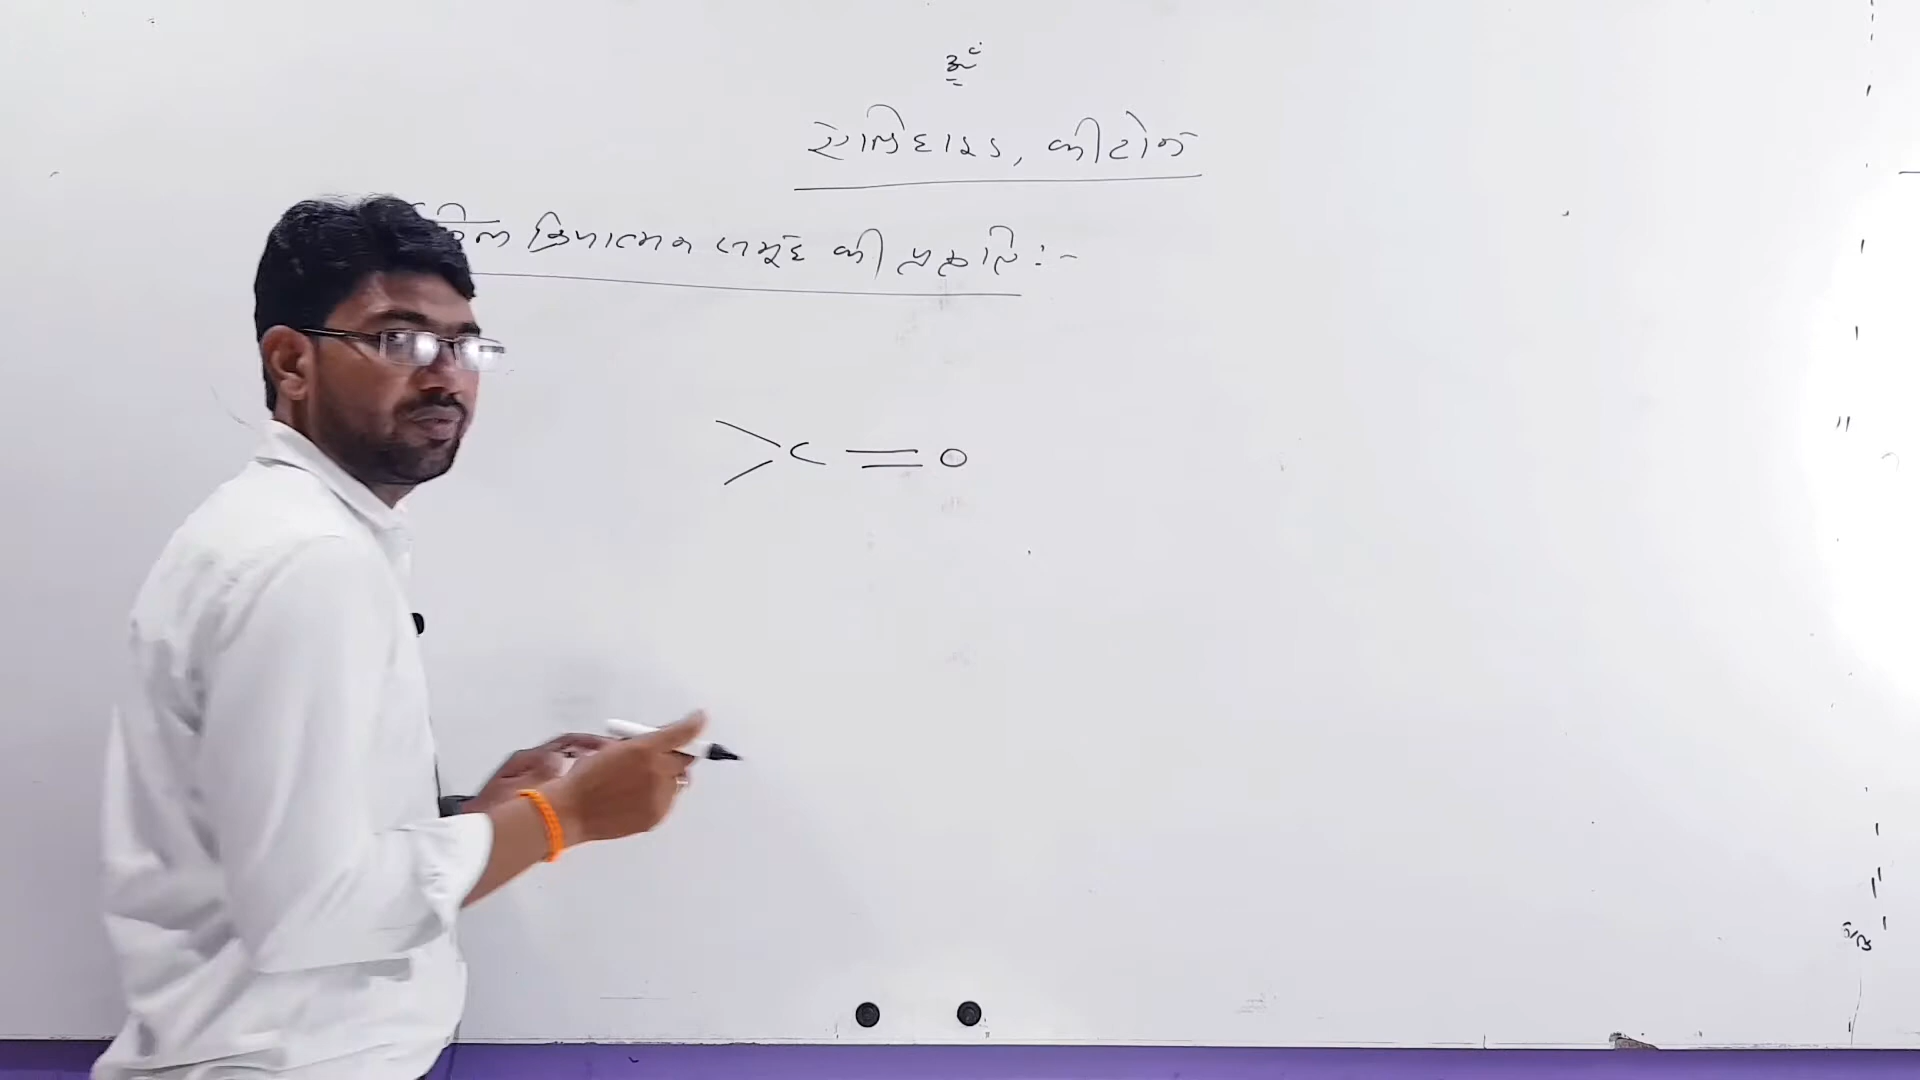 ॐ
एल्डिहाइड, कीटोन
क्रियात्मक समूह की प्रकृति :-
C = O